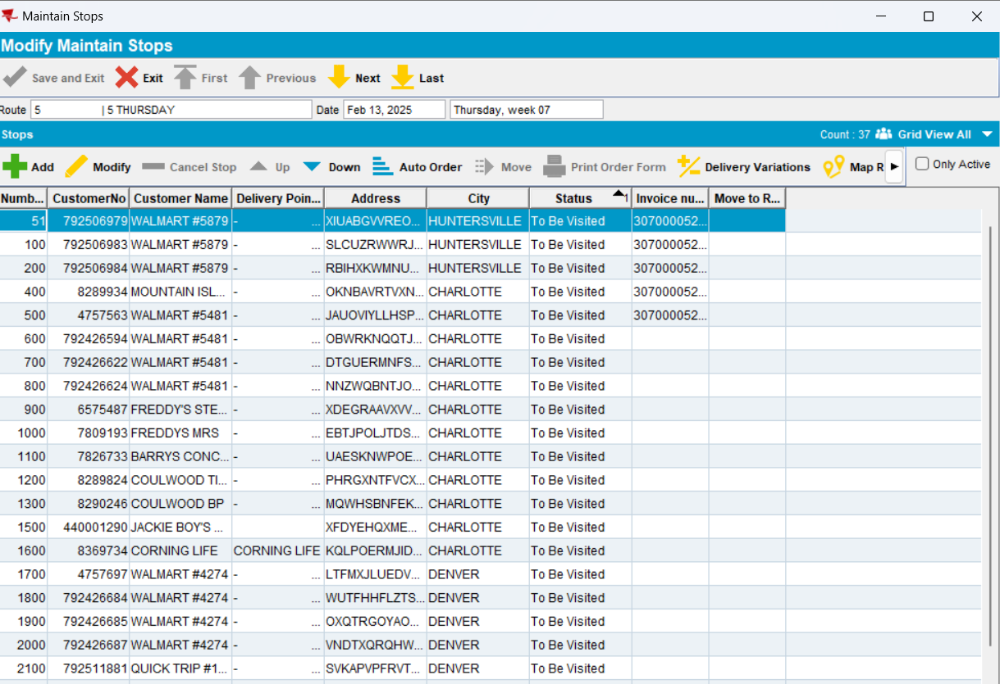 Maintain Stops
Modify Maintain Stops
Save and Exit Exit First Previous Next Last
Route 5 | 5 THURSDAY Date Feb 13, 2025 Thursday, week 07
Stops Count : 37 Grid View All
Add Modify Cancel Stop Up Down Auto Order Move Print Order Form Delivery Variations Map R Only Active
Numb... CustomerNo Customer Name Delivery Poin... Address City Status 1 Invoice nu... Move to R...
51 792506979 WALMART #5879 - ... XIUABGVVREO... HUNTERSVILLE To Be Visited 307000052...
100 792506983 WALMART #5879 - ... SLCUZRWWRJ... HUNTERSVILLE To Be Visited 307000052...
200 792506984 WALMART #5879 - ... RBIHXKWMNU... HUNTERSVILLE To Be Visited 307000052...
400 8289934 MOUNTAIN ISL... - ... OKNBAVRTVXN... CHARLOTTE To Be Visited 307000052...
500 4757563 WALMART #5481 - ... JAUOVIYLLHSP... CHARLOTTE To Be Visited 307000052...
600 792426594 WALMART #5481 - ... OBWRKNQQTJ... CHARLOTTE To Be Visited
700 792426622 WALMART #5481 - ... DTGUERMNFS... CHARLOTTE To Be Visited
800 792426624 WALMART #5481 - ... NNZWQBNTJO... CHARLOTTE To Be Visited
900 6575487 FREDDY'S STE... - ... XDEGRAAVXVV... CHARLOTTE To Be Visited
1000 7809193 FREDDYS MRS - ... EBTJPOLJTDS... CHARLOTTE To Be Visited
1100 7826733 BARRYS CONC... - ... UAESKNWPOE... CHARLOTTE To Be Visited
1200 8289824 COULWOOD TI... - ... PHRGXNTFVCX... CHARLOTTE To Be Visited
1300 8290246 COULWOOD BP - ... MQWHSBNFEK... CHARLOTTE To Be Visited
1500 440001290 JACKIE BOY'S ... XFDYEHQXME... CHARLOTTE To Be Visited
1600 8369734 CORNING LIFE CORNING LIFE KQLPOERMJID... CHARLOTTE To Be Visited
1700 4757697 WALMART #4274 - ... LTFMXJLUEDV... DENVER To Be Visited
1800 792426684 WALMART #4274 - ... WUTFHHFLZTS... DENVER To Be Visited
1900 792426685 WALMART #4274 - ... OXQTRGOYAO... DENVER To Be Visited
2000 792426687 WALMART #4274 - ... VNDTXQRQHW... DENVER To Be Visited
2100 792511881 QUICK TRIP #1... - ... SVKAPVPFRVT... DENVER To Be Visited